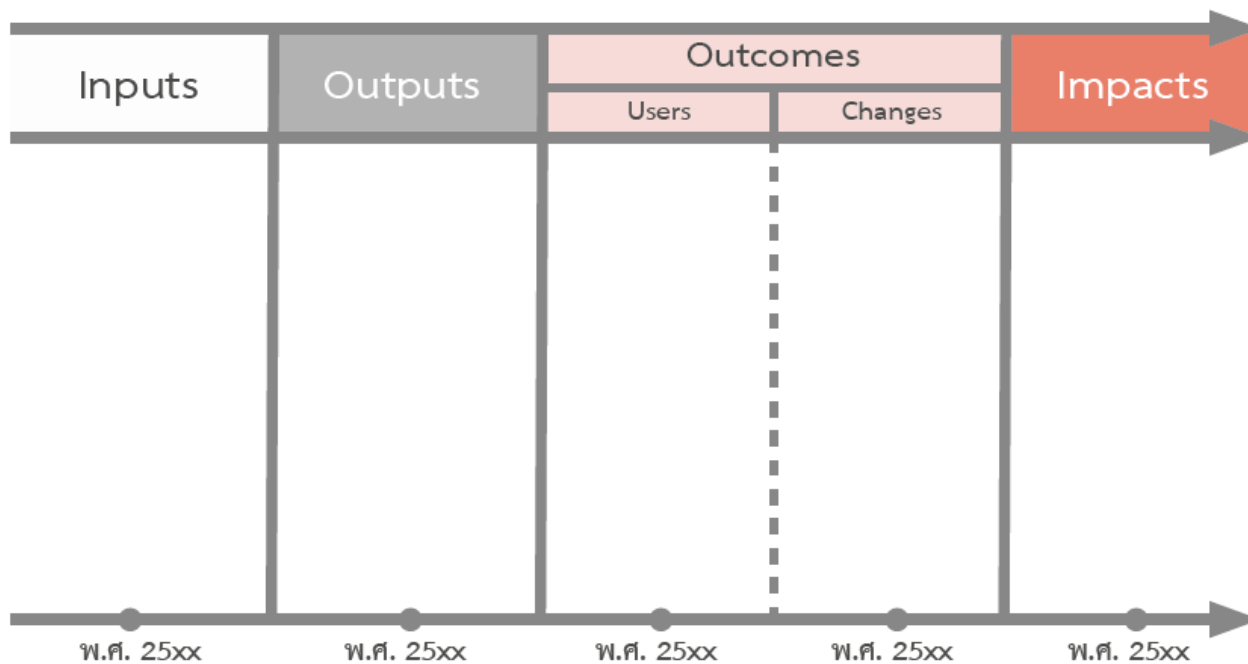 Inputs
Outputs
Outcomes
Impacts
Users
Changes
พ.ศ. 25xx
พ.ศ. 25xx
พ.ศ. 25xx
พ.ศ. 25xx
พ.ศ. 25xx